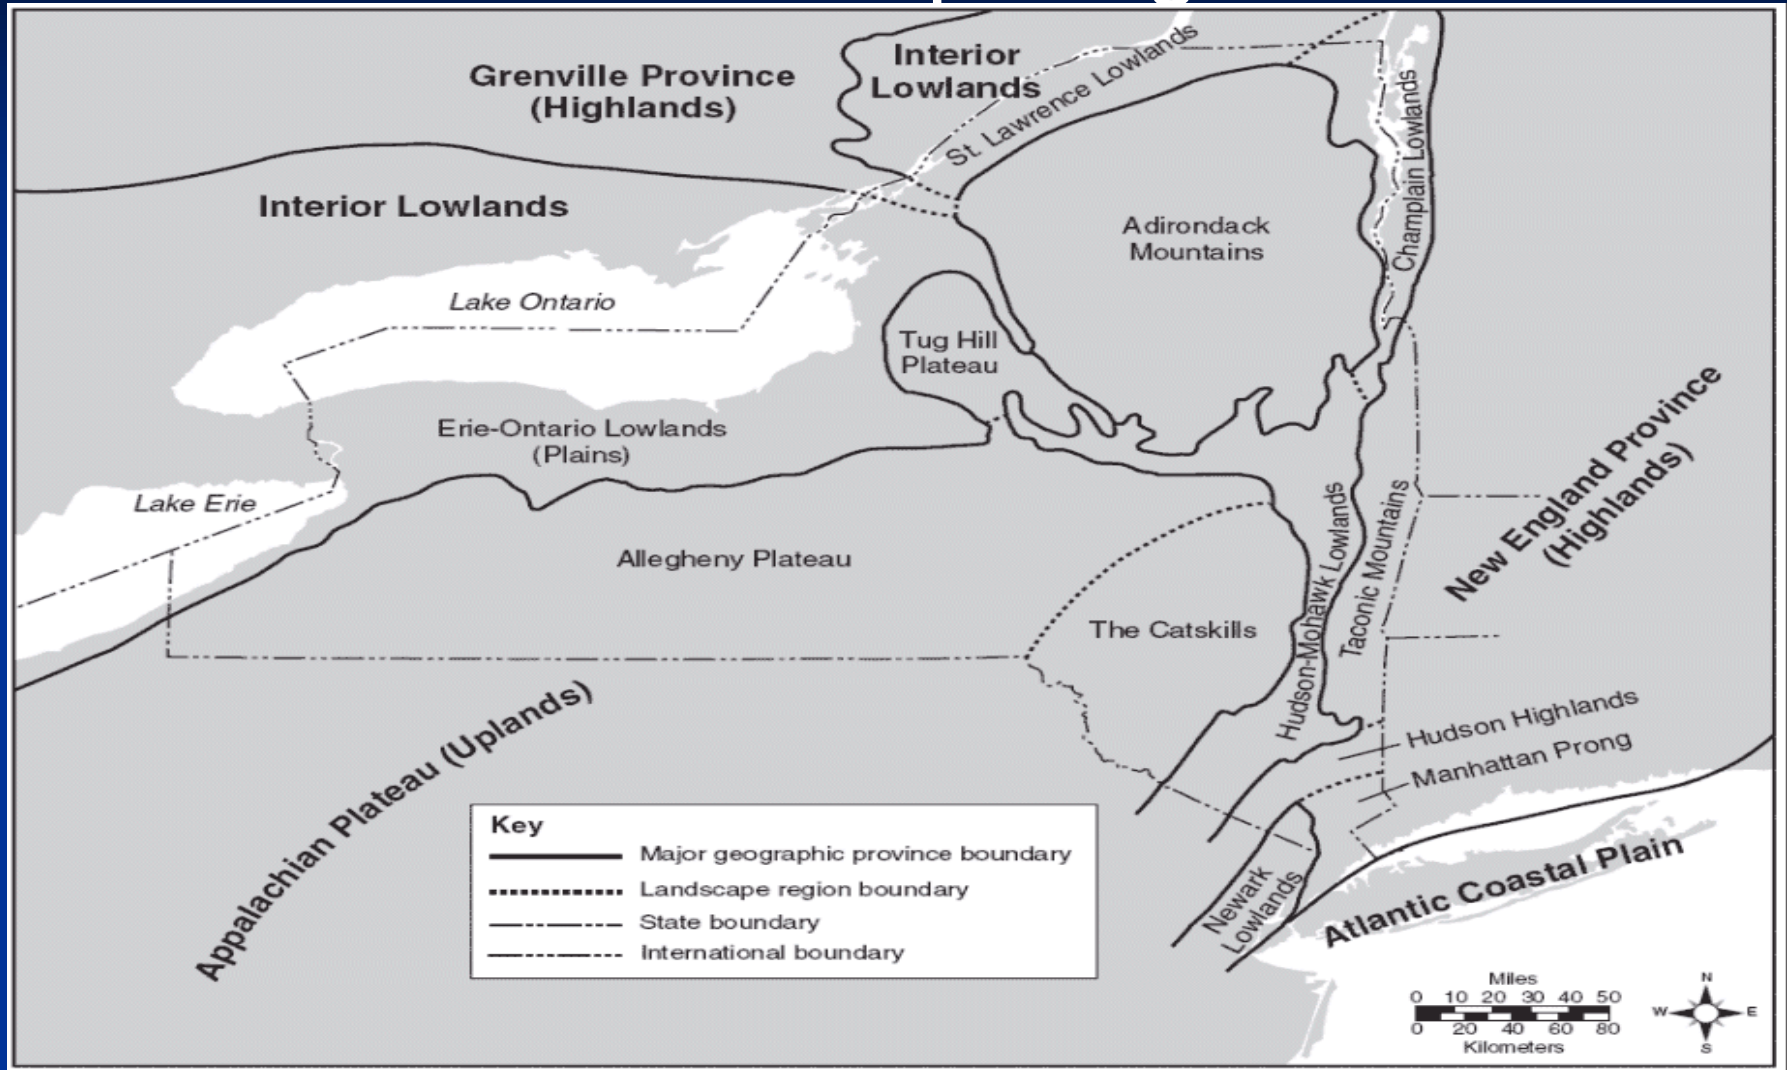 Grenville Province
(Highlands)
Interior
Lowlands
St. Lawrence Lowlands
Champlain Lowlands
Interior Lowlands
Adirondack
Mountains
Lake Ontario
Tug Hill
Plateau
Erie-Ontario Lowlands
(Plains)
Lake Erie
Allegheny Plateau
The Catskills
Hudson-Mohawk Lowlands
Taconic Mountains
New England Province
(Highlands)
Appalachian Plateau (Uplands)
Hudson Highlands
Manhattan Prong
Newark
Lowlands
Atlantic Coastal Plain
Key
Major geographic province boundary
Landscape region boundary
State boundary
International boundary
Miles
0 10 20 30 40 50
0 20 40 60 80
Kilometers
N
W E
S